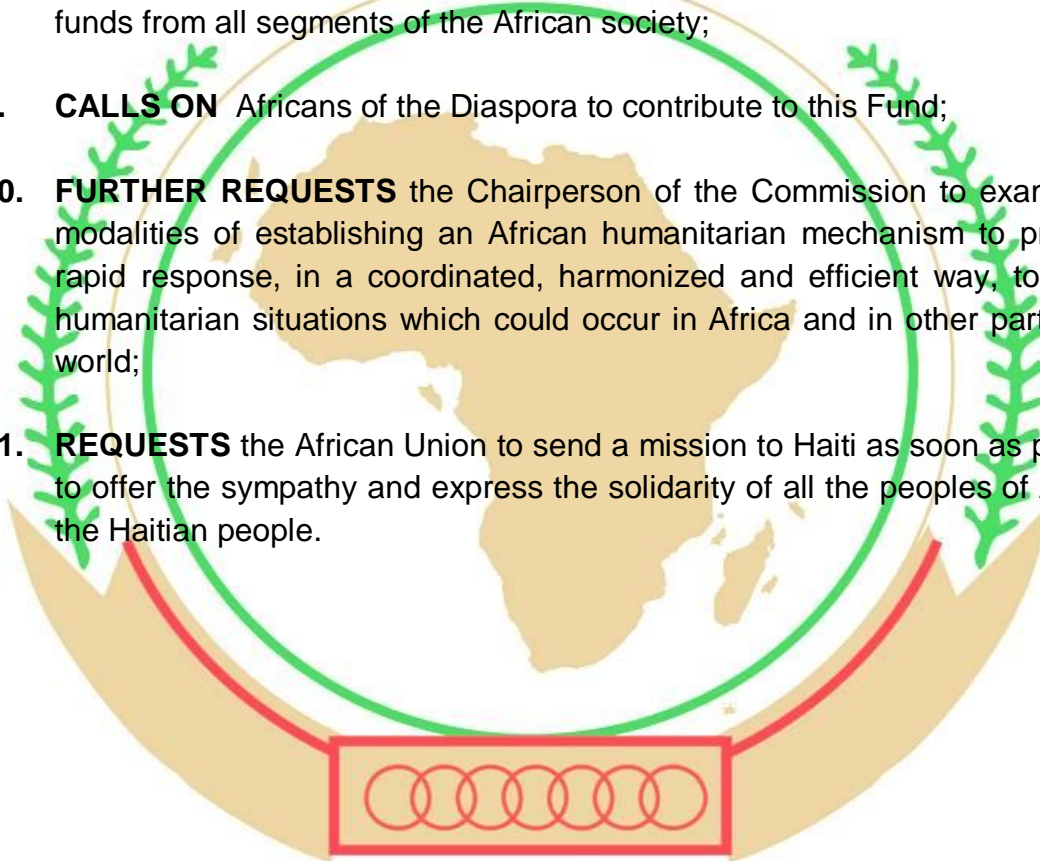 funds from all segments of the African society;
. CALLS ON Africans of the Diaspora to contribute to this Fund;
0. FURTHER REQUESTS the Chairperson of the Commission to exam
modalities of establishing an African humanitarian mechanism to p
rapid response, in a coordinated, harmonized and efficient way, to
humanitarian situations which could occur in Africa and in other part
world;
1. REQUESTS the African Union to send a mission to Haiti as soon as p
to offer the sympathy and express the solidarity of all the peoples of
the Haitian people.